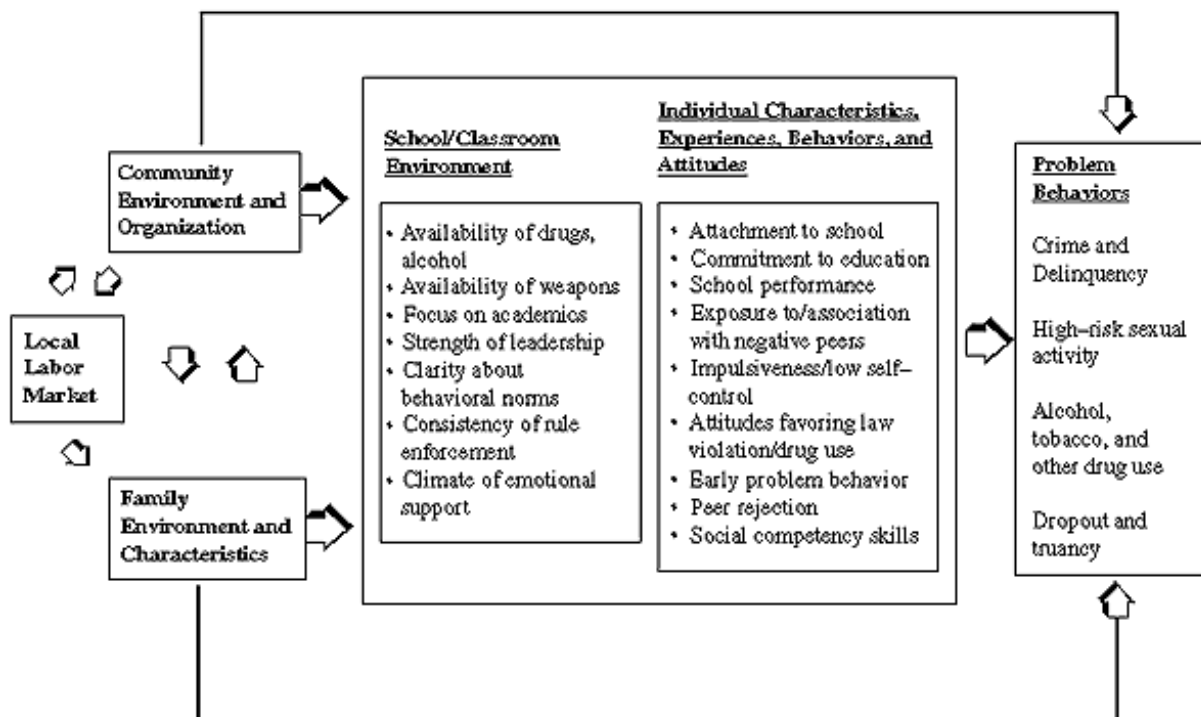 Community
Environment and
Organization
Local
Labor
Market
Family
Environment and
Characteristics
School/Classroom
Environment
• Availability of drugs,
alcohol
• Availability of weapons
• Focus on academics
• Strength of leadership
• Clarity about
behavioral norms
• Consistency of rule
enforcement
• Climate of emotional
support
Individual Characteristics,
Experiences, Behaviors, and
Attitudes
• Attachment to school
• Commitment to education
• School performance
• Exposure to/association
with negative peers
• Impulsiveness/low self-
control
• Attitudes favoring law
violation/drug use
• Early problem behavior
• Peer rejection
• Social competency skills
Problem
Behaviors
Crime and
Delinquency
High-risk sexual
activity
Alcohol,
tobacco, and
other drug use
Dropout and
truancy